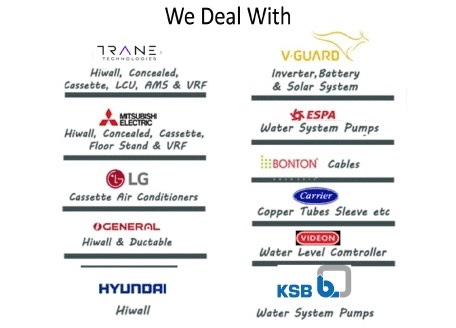 We Deal With
TRANE
TECHNOLOGIES
Hiwall, Concealed,
Cassette, LCU, AMS & VRF
MITSUBISHI
ELECTRIC
Hiwall, Concealed, Cassette,
Floor Stand & VRF
LG
Cassette Air Conditioners
GENERAL
Hiwall & Ductable
HYUNDAI
Hiwall
V-GUARD
Inverter,Battery
& Solar System
ESPA
Water System Pumps
BONTON Cables
Carrier
Copper Tubes Sleeve etc
VIDEON
Water Level Comtroller
KSB b
Water System Pumps